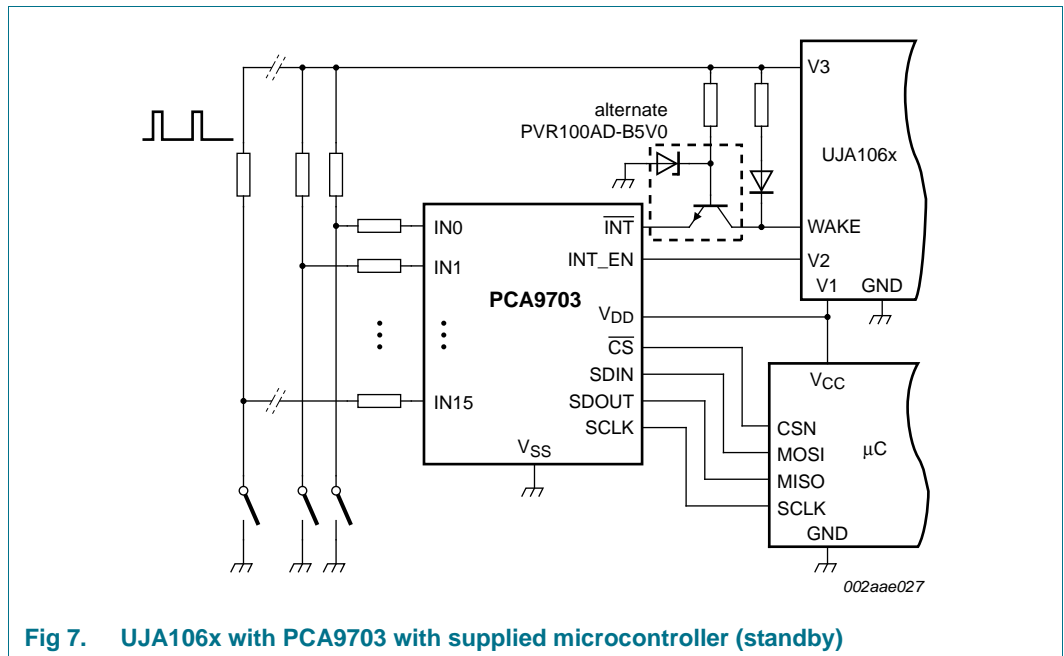 V3
alternate
PVR100AD-B5V0
UJA106x
IN0
INT
WAKE
IN1
INT_EN
V2
PCA9703
V1
GND
VDD
CS
VCC
SDIN
IN15
SDOUT
CSN
SCLK
MOSI
μC
VSS
MISO
SCLK
GND
002aae027
Fig 7. UJA106x with PCA9703 with supplied microcontroller (standby)